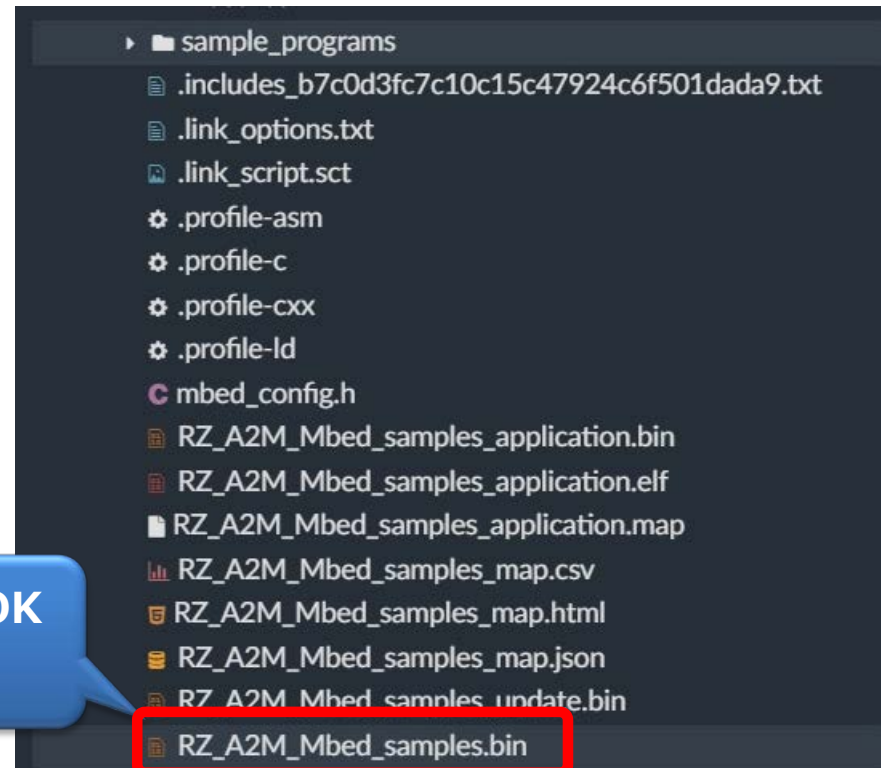 sample_programs
.includes_b7c0d3fc7c10c15c47924c6f501dada9.txt
.link_options.txt
.link_script.sct
.profile-asm
.profile-c
.profile-cxx
.profile-ld
mbed_config.h
RZ_A2M_Mbed_samples_application.bin
RZ_A2M_Mbed_samples_application.elf
RZ_A2M_Mbed_samples_application.map
RZ_A2M_Mbed_samples_map.csv
RZ_A2M_Mbed_samples_map.html
RZ_A2M_Mbed_samples_map.json
RZ_A2M_Mbed_samples_update.bin
RZ_A2M_Mbed_samples.bin
OK